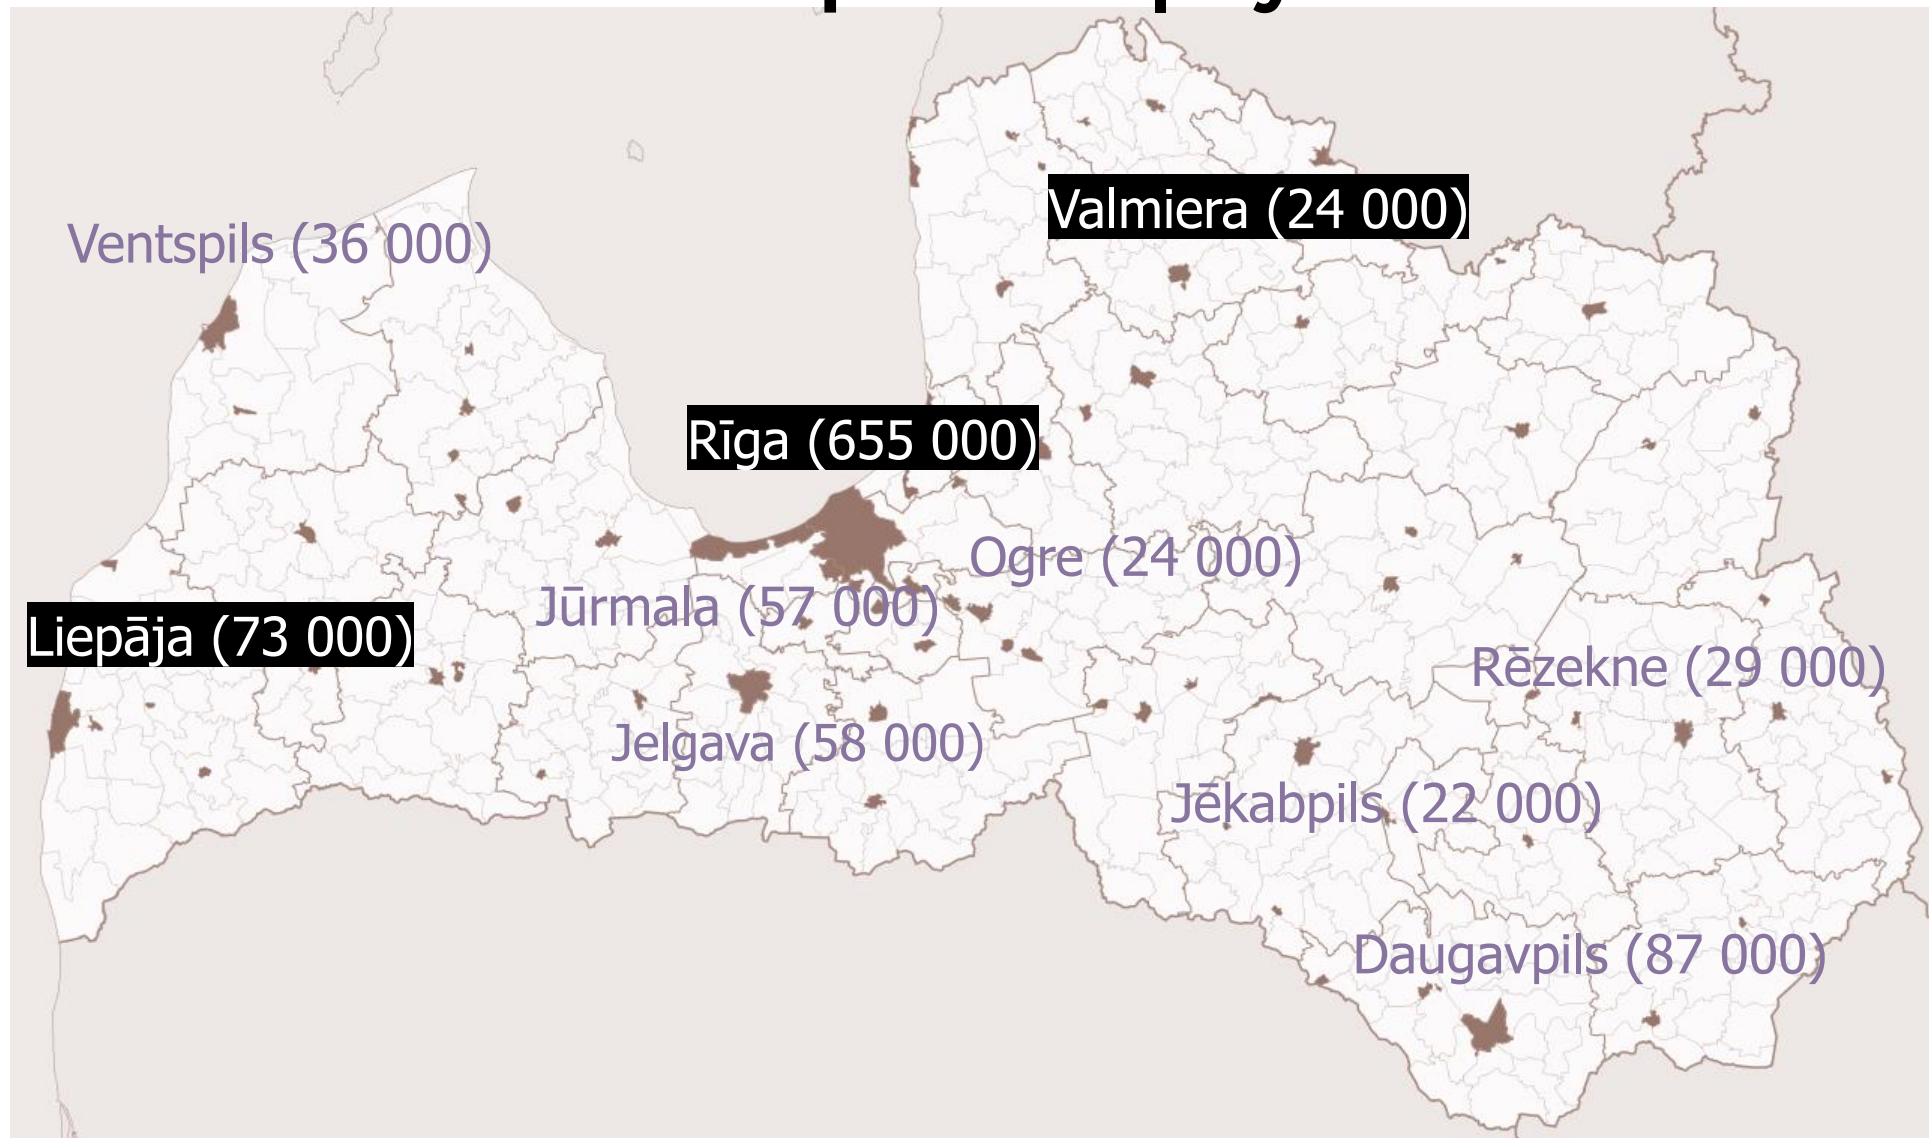 Valmiera (24 000)
Ventspils (36 000)
Rīga (655 000)
Ogre (24 000)
Jūrmala (57 000)
Liepāja (73 000)
Rēzekne (29 000)
Jelgava (58 000)
Jēkabpils (22 000)
Daugavpils (87 000)